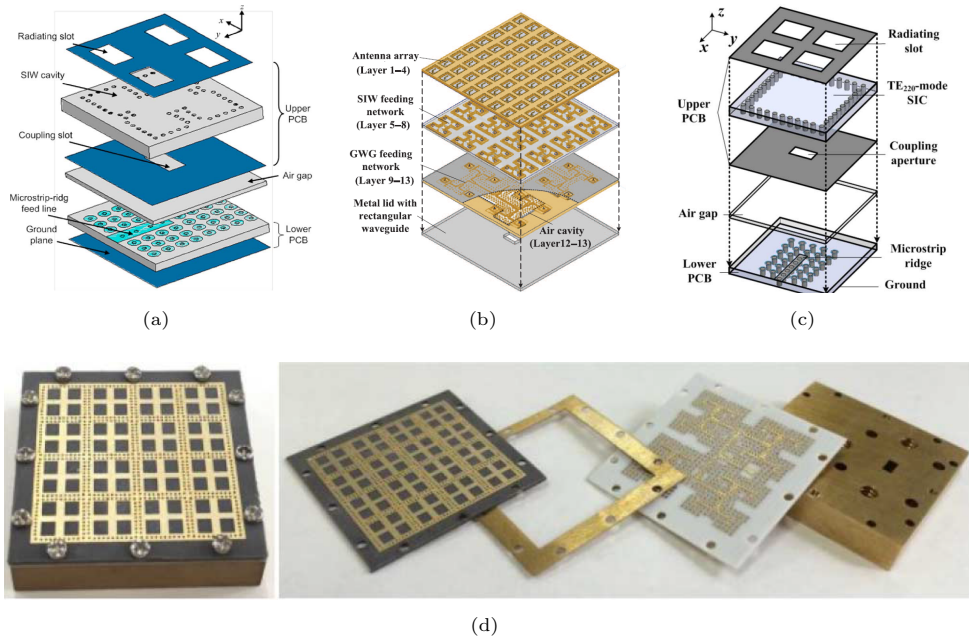 z
x
y
Radiating
slot
SIW cavity
Coupling slot
Microstrip-ridg
feed line
Ground
plane
Upper
PCB
Air gap
Lower
PCB
(a)
Antenna array
(Layer 1–4)
SIW feeding
network
(Layer 5–8)
GWG feeding
network
(Layer 9–13)
Metal lid with
rectangular
waveguide
Air cavity
(Layer12–13)
(b)
z
x
y
Radiating
slot
TE220-mode
SIC
Upper
PCB
Coupling
aperture
Air gap
Microstrip
ridge
Lower
PCB
Ground
(c)
(d)